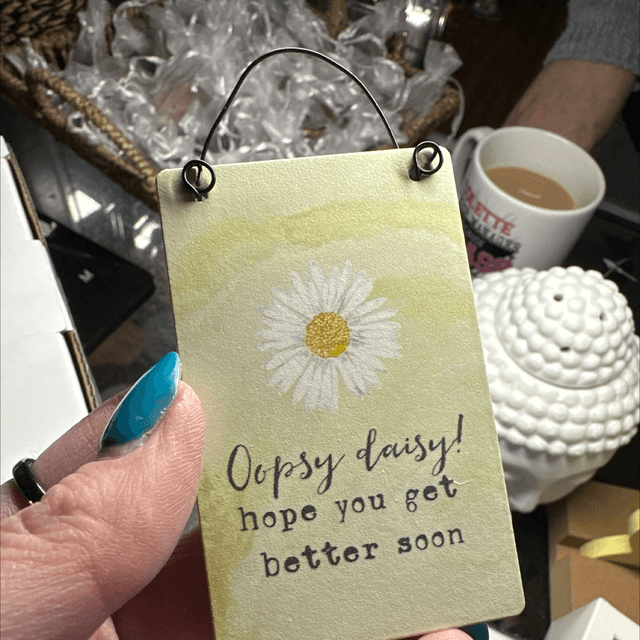 Oopsy daisy!
hope you get
better soon
M